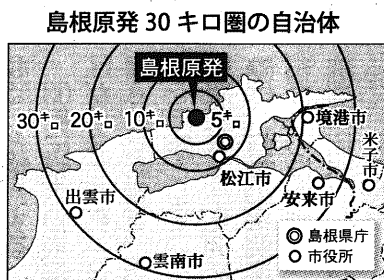 島根原発30キロ圏の自治体
島根原発
30㌔
20㌔
10㌔
5㌔
境港市
米子市
松江市
安来市
出雲市
雲南市
◎島根県庁
○市役所